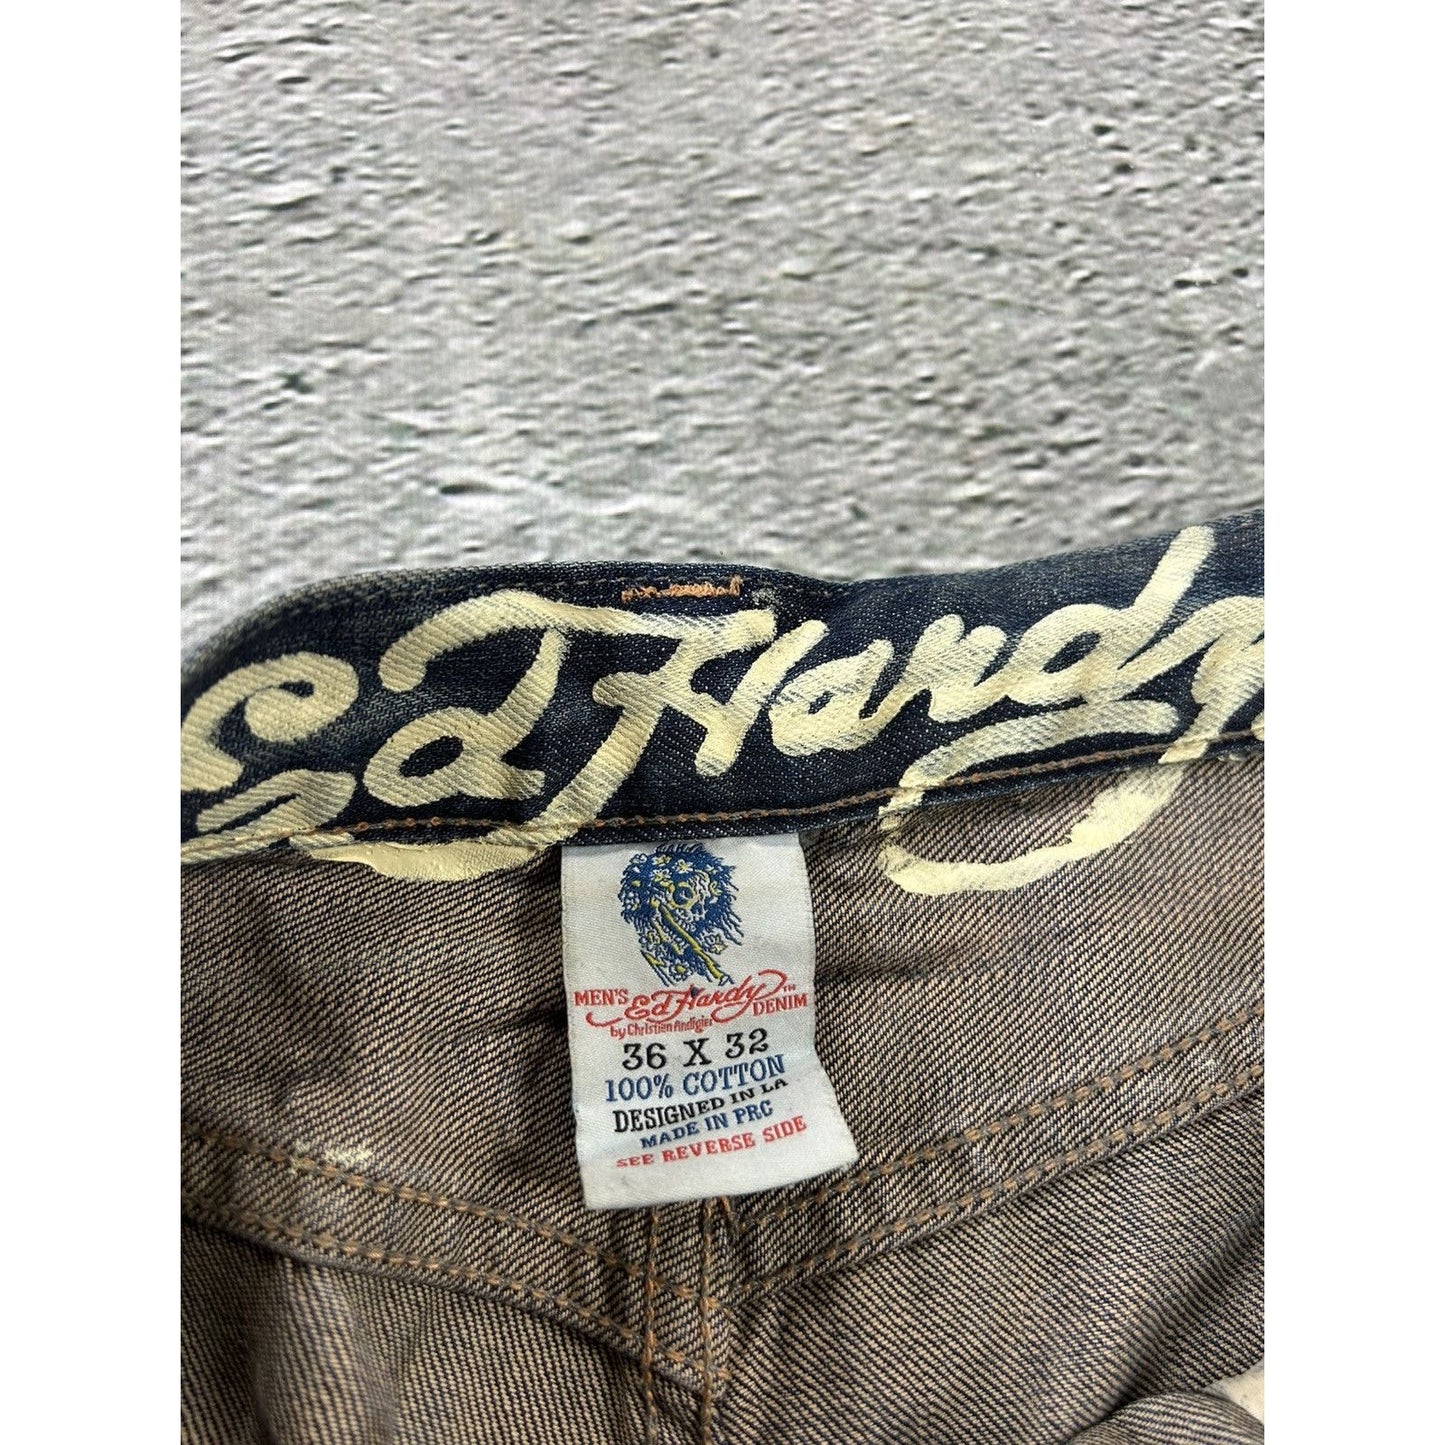 Ed Hardy
MEN'S Ed Hardy™ DENIM
by Christian Audigier
36 X 32
100% COTTON
DESIGNED IN LA
MADE IN PRC
SEE REVERSE SIDE